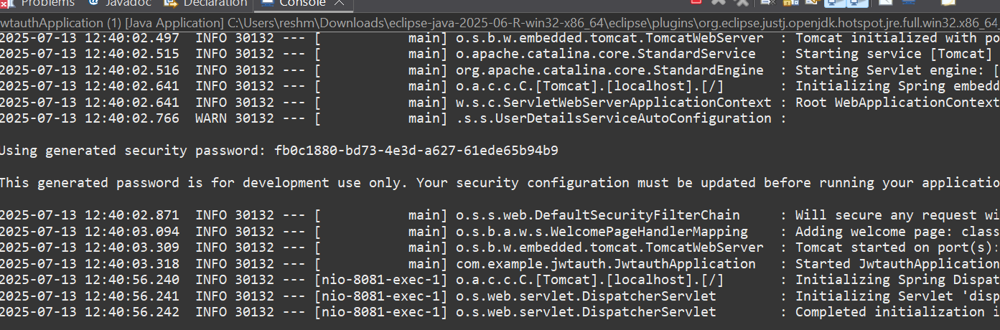 Problems @ Javadoc Declaration Console
wtauthApplication (1) [Java Application] C:\Users\reshm\Downloads\eclipse-java-2025-06-R-win32-x86_64\eclipse\plugins\org.eclipse.justj.openjdk.hotspot.jre.full.win32.x86_64_
2025-07-13 12:40:02.497  INFO 30132 --- [           main] o.s.b.w.embedded.tomcat.TomcatWebServer  : Tomcat initialized with po
2025-07-13 12:40:02.515  INFO 30132 --- [           main] o.apache.catalina.core.StandardService   : Starting service [Tomcat]
2025-07-13 12:40:02.516  INFO 30132 --- [           main] org.apache.catalina.core.StandardEngine  : Starting Servlet engine: [
2025-07-13 12:40:02.641  INFO 30132 --- [           main] o.a.c.c.C.[Tomcat].[localhost].[/]       : Initializing Spring embedd
2025-07-13 12:40:02.641  INFO 30132 --- [           main] w.s.c.ServletWebServerApplicationContext : Root WebApplicationContext
2025-07-13 12:40:02.766  WARN 30132 --- [           main] .s.s.UserDetailsServiceAutoConfiguration :
Using generated security password: fb0c1880-bd73-4e3d-a627-61ede65b94b9
This generated password is for development use only. Your security configuration must be updated before running your applicatio
2025-07-13 12:40:02.871  INFO 30132 --- [           main] o.s.s.web.DefaultSecurityFilterChain     : Will secure any request wi
2025-07-13 12:40:03.094  INFO 30132 --- [           main] o.s.b.a.w.s.WelcomePageHandlerMapping    : Adding welcome page: class
2025-07-13 12:40:03.309  INFO 30132 --- [           main] o.s.b.w.embedded.tomcat.TomcatWebServer  : Tomcat started on port(s):
2025-07-13 12:40:03.318  INFO 30132 --- [           main] com.example.jwtauth.JwtauthApplication   : Started JwtauthApplication
2025-07-13 12:40:56.240  INFO 30132 --- [nio-8081-exec-1] o.a.c.c.C.[Tomcat].[localhost].[/]       : Initializing Spring Dispat
2025-07-13 12:40:56.241  INFO 30132 --- [nio-8081-exec-1] o.s.web.servlet.DispatcherServlet        : Initializing Servlet 'disp
2025-07-13 12:40:56.242  INFO 30132 --- [nio-8081-exec-1] o.s.web.servlet.DispatcherServlet        : Completed initialization i